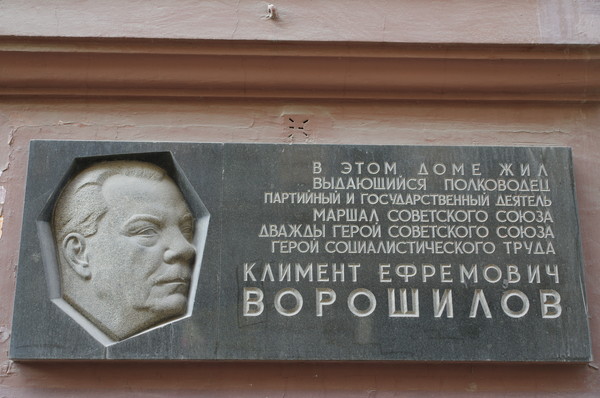 В ЭТОМ ДОМЕ ЖИЛ
ВЫДАЮЩИЙСЯ ПОЛКОВОДЕЦ
ПАРТИЙНЫЙ И ГОСУДАРСТВЕННЫЙ ДЕЯТЕЛЬ
МАРШАЛ СОВЕТСКОГО СОЮЗА
ДВАЖДЫ ГЕРОЙ СОВЕТСКОГО СОЮЗА
ГЕРОЙ СОЦИАЛИСТИЧЕСКОГО ТРУДА
КЛИМЕНТ ЕФРЕМОВИЧ
ВОРОШИЛОВ